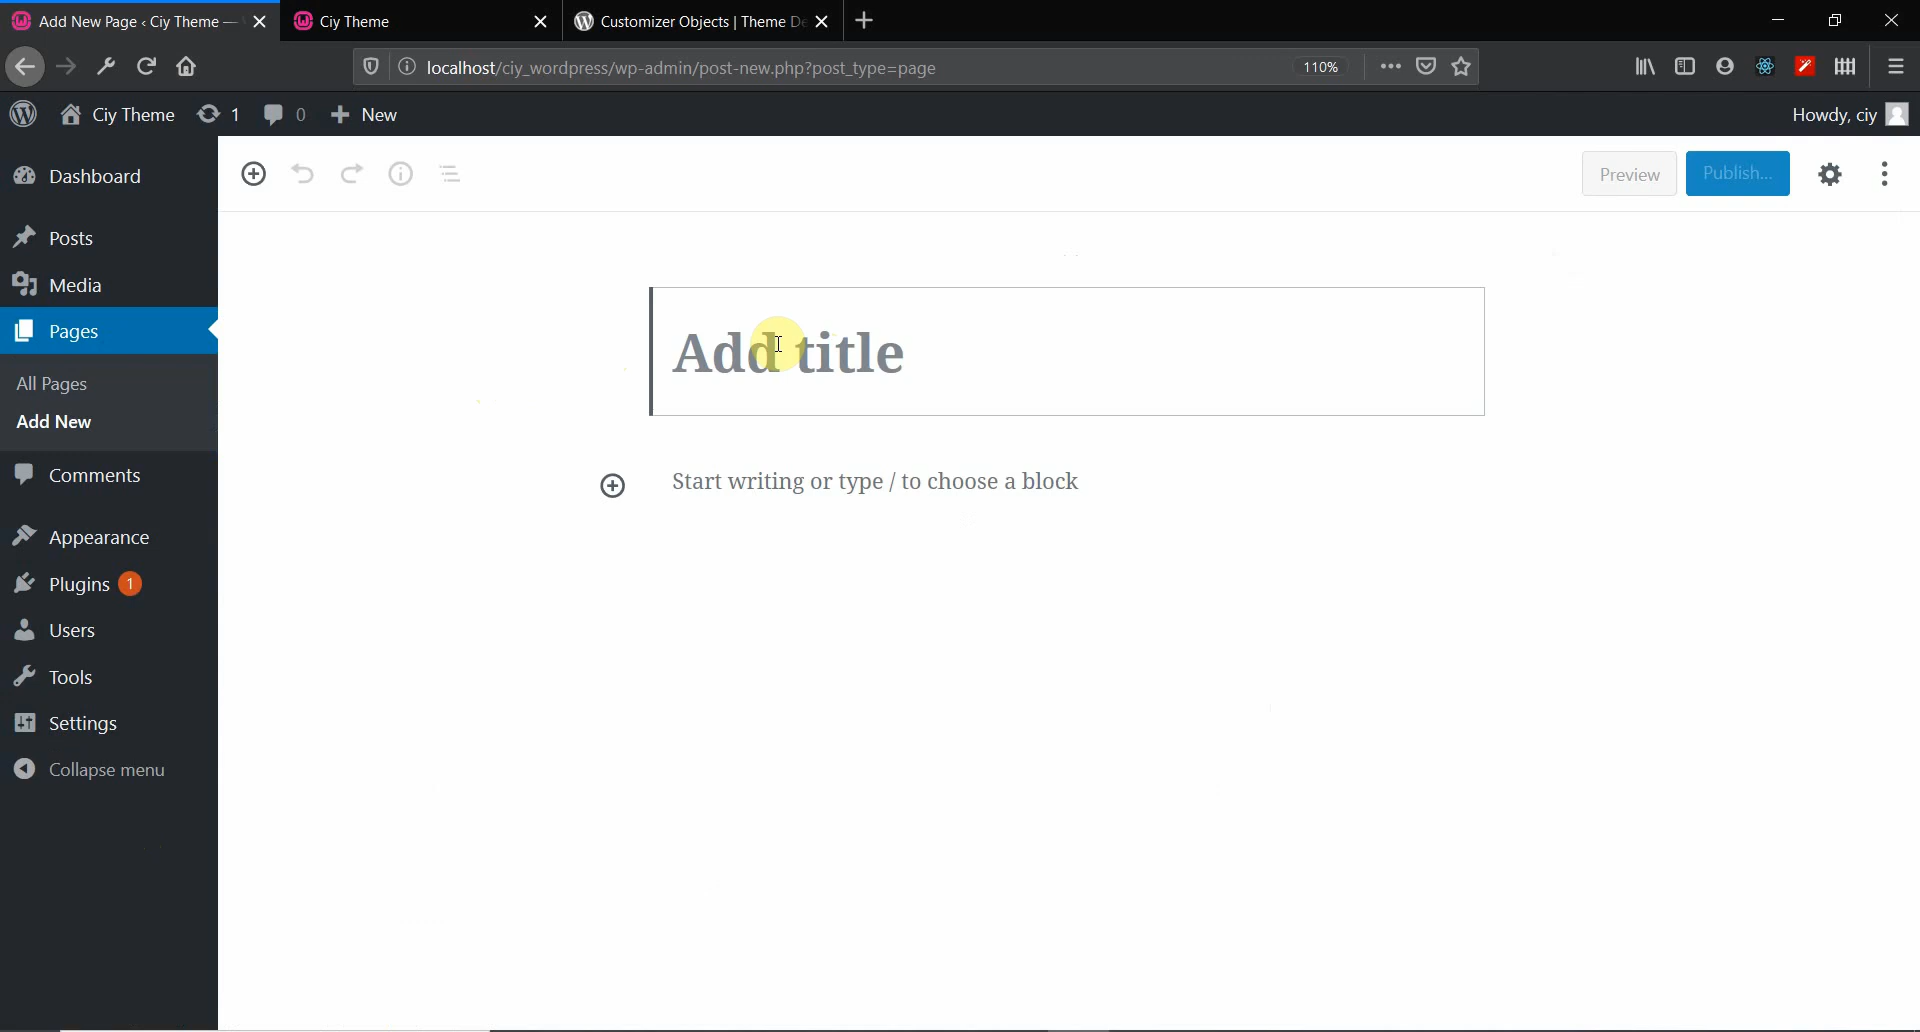 Add New Page ‹ Ciy Theme —
Ciy Theme
Customizer Objects | Theme De
localhost/ciy_wordpress/wp-admin/post-new.php?post_type=page
110%
Ciy Theme
1
0
New
Howdy, ciy
Dashboard
Posts
Media
Pages
All Pages
Add New
Comments
Appearance
Plugins 1
Users
Tools
Settings
Collapse menu
Preview
Publish...
Add title
Start writing or type / to choose a block